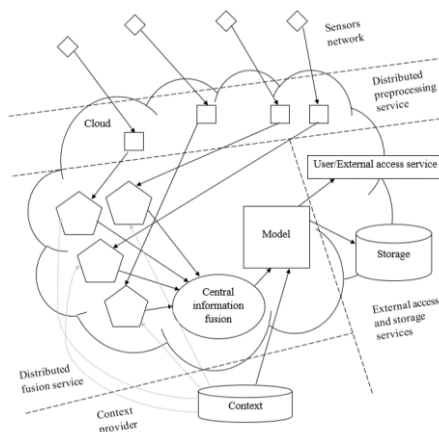 Sensors
network
Distributed
preprocessing
service
Cloud
User/External access service
Model
Storage
Central
information
fusion
External access
and storage
services
Distributed
fusion service
Context
provider
Context